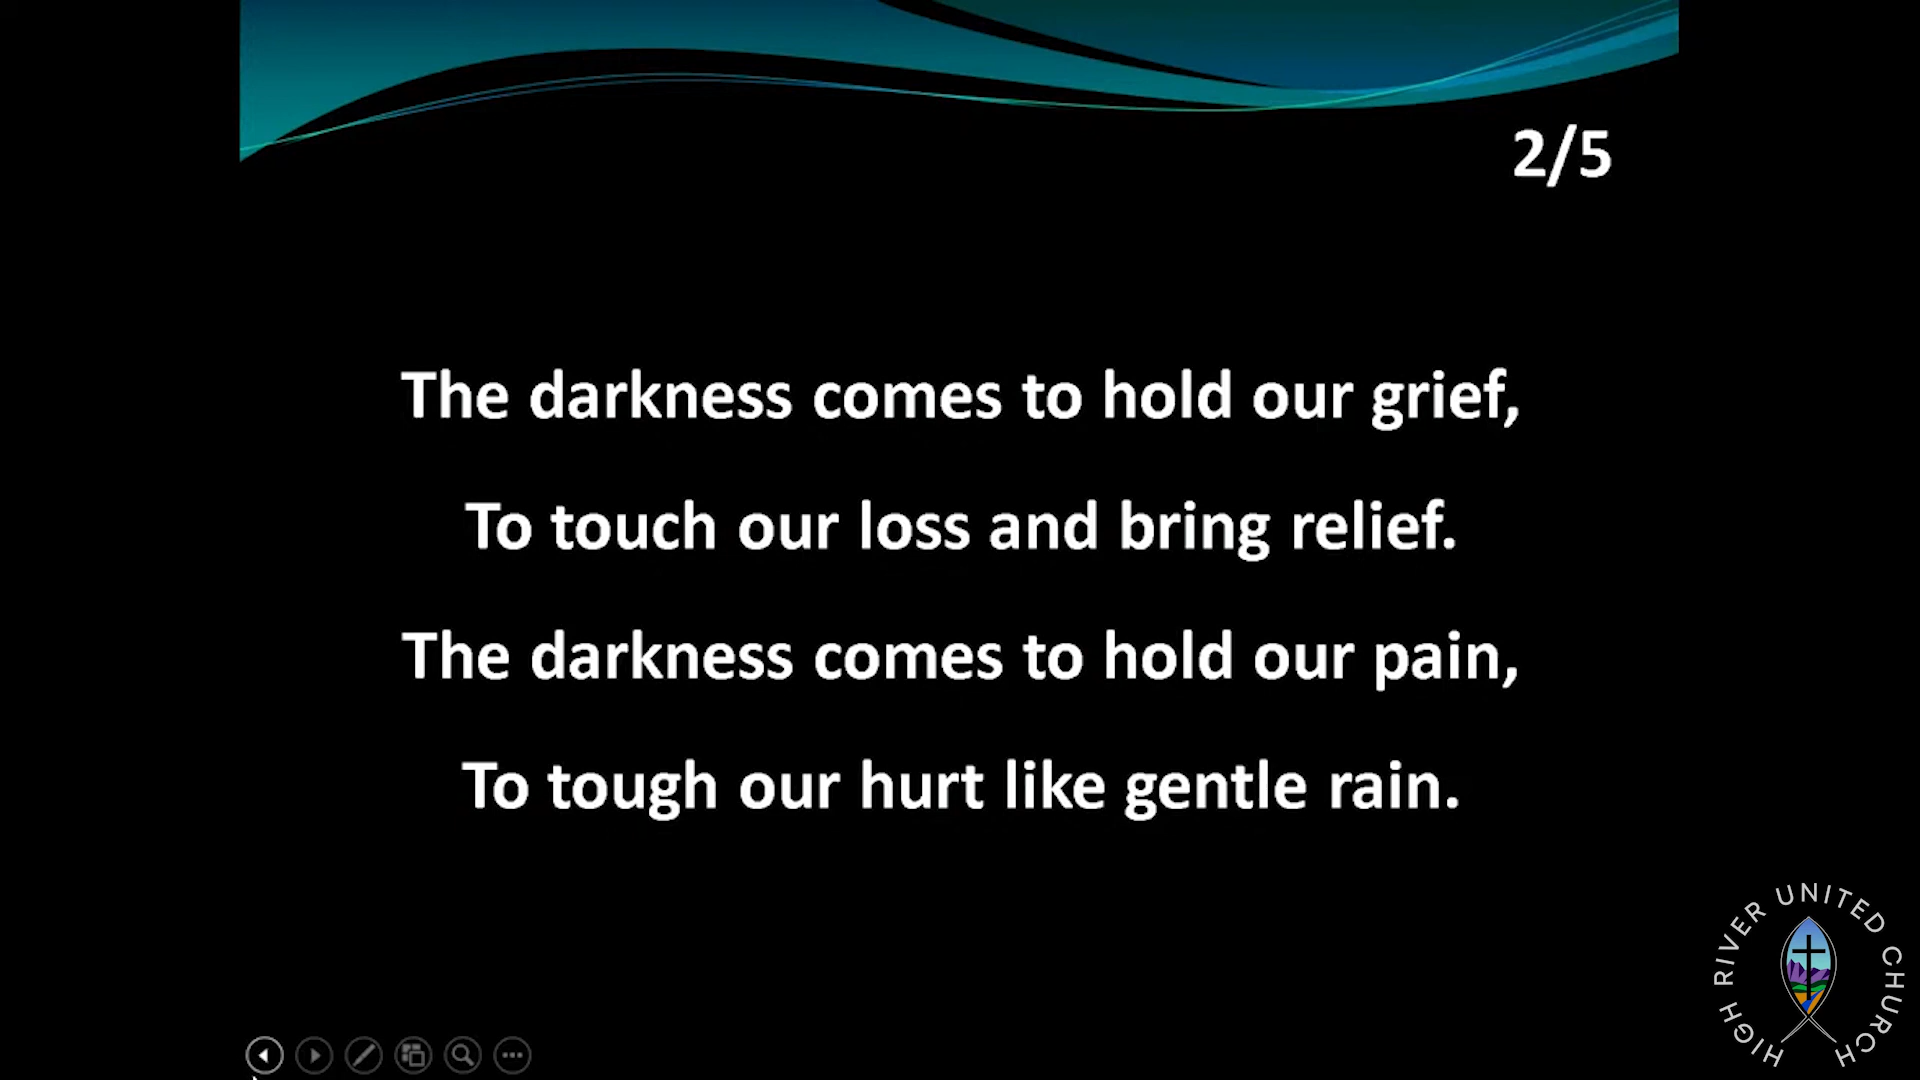 2/5
The darkness comes to hold our grief,
To touch our loss and bring relief.
The darkness comes to hold our pain,
To tough our hurt like gentle rain.
HIGH RIVER UNITED CHURCH